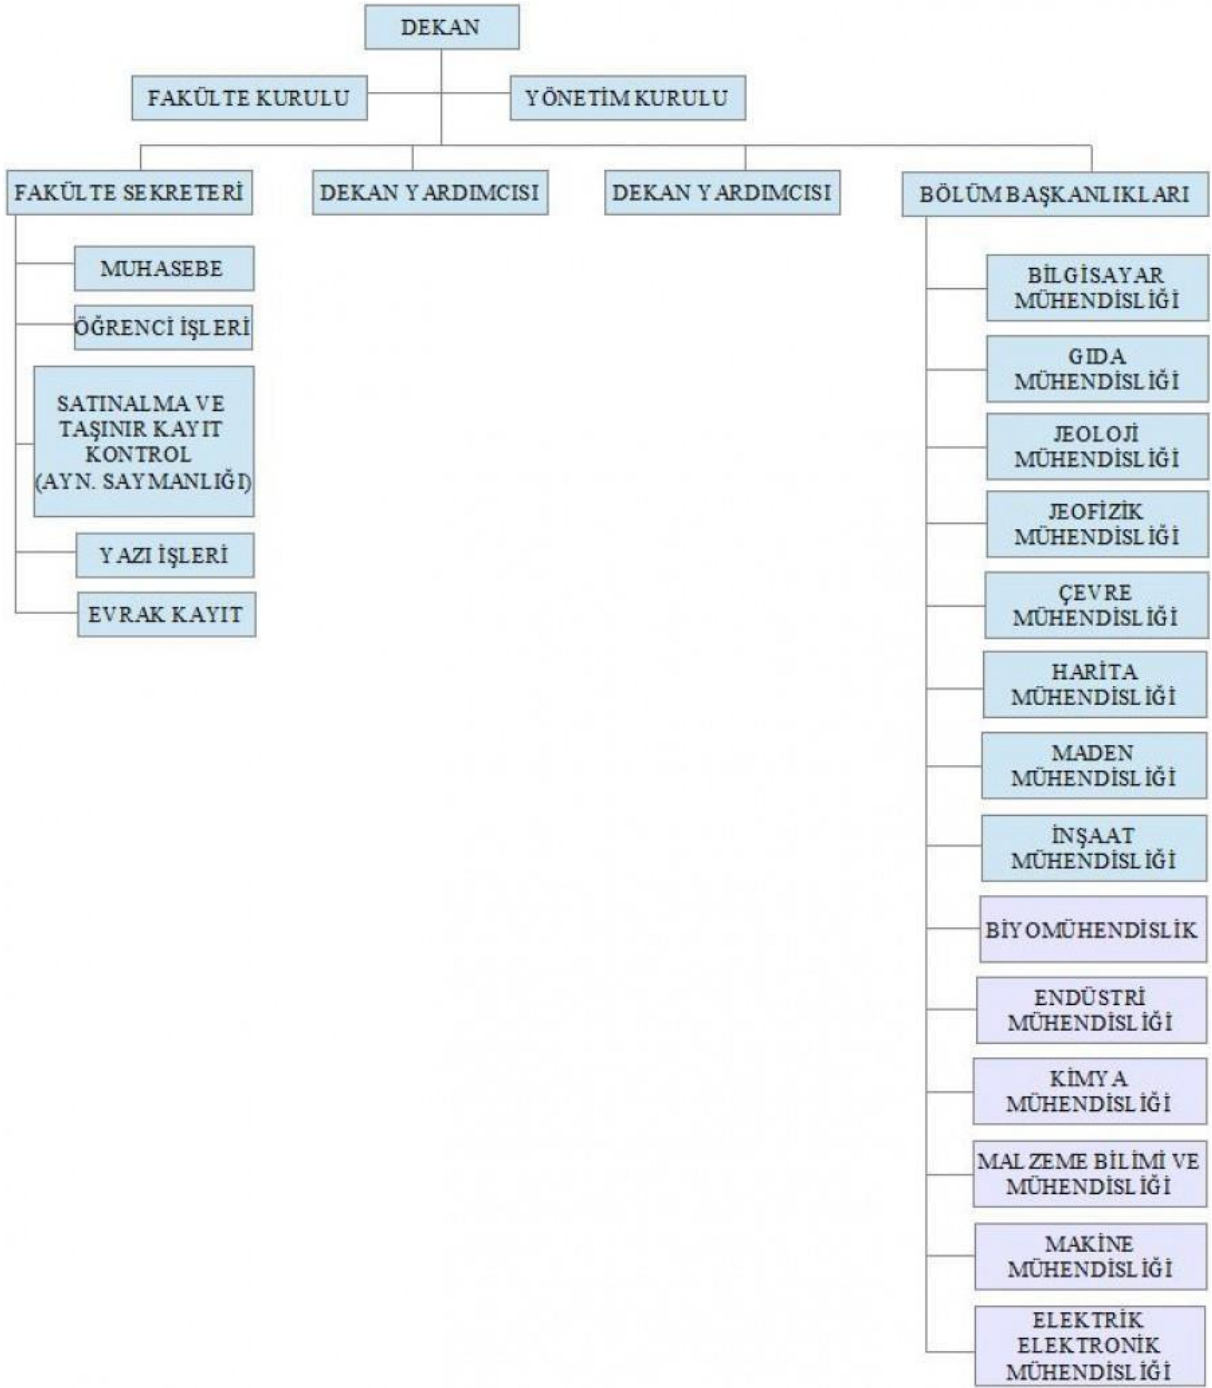 DEKAN
FAKÜLTE KURULU
YÖNETİM KURULU
FAKÜLTE SEKRETERİ
DEKAN YARDIMCISI
DEKAN YARDIMCISI
BÖLÜM BAŞKANLIKLARI
MUHASEBE
ÖĞRENCİ İŞLERİ
SATINALMA VE
TAŞINIR KAYIT
KONTROL
(AYN. SAYMANLIĞI)
YAZI İŞLERİ
EVRAK KAYIT
BİLGİSAYAR
MÜHENDİSLİĞİ
GIDA
MÜHENDİSLİĞİ
JEOLOJİ
MÜHENDİSLİĞİ
JEOFİZİK
MÜHENDİSLİĞİ
ÇEVRE
MÜHENDİSLİĞİ
HARİTA
MÜHENDİSLİĞİ
MADEN
MÜHENDİSLİĞİ
İNŞAAT
MÜHENDİSLİĞİ
BİYOMÜHENDİSLİK
ENDÜSTRİ
MÜHENDİSLİĞİ
KİMYA
MÜHENDİSLİĞİ
MALZEME BİLİMİ VE
MÜHENDİSLİĞİ
MAKİNE
MÜHENDİSLİĞİ
ELEKTRİK
ELEKTRONİK
MÜHENDİSLİĞİ